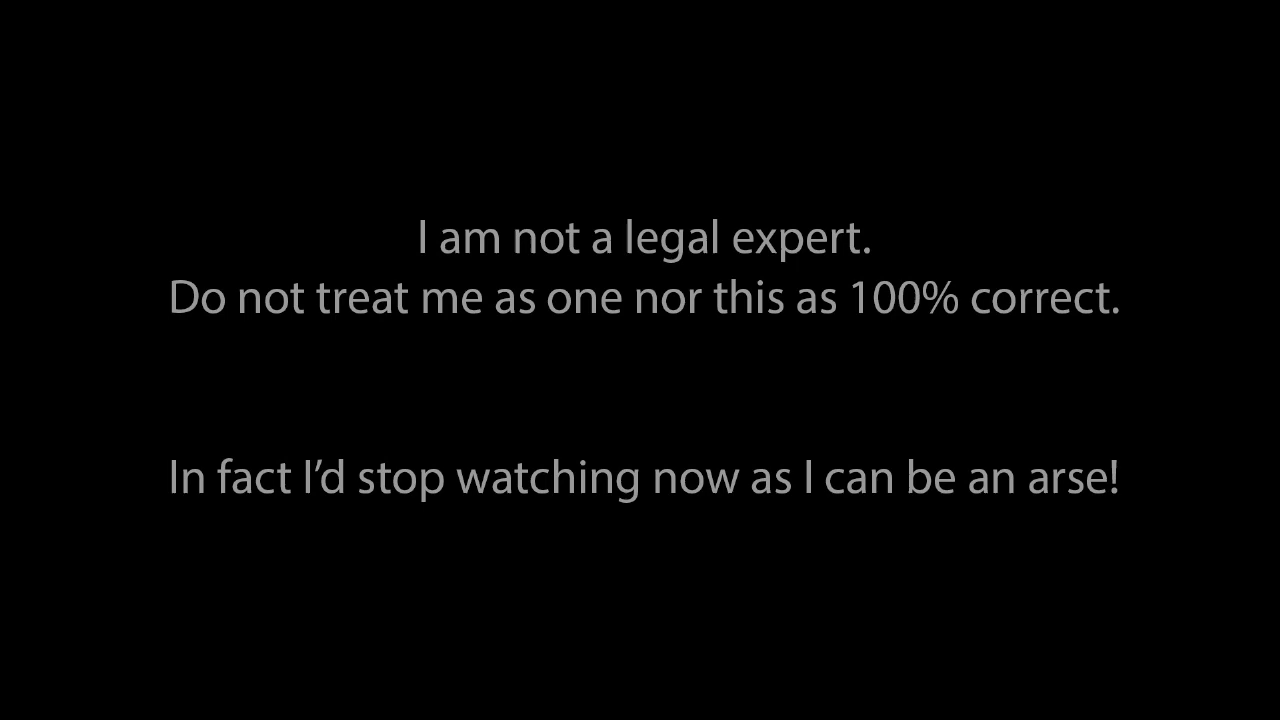 I am not a legal expert.
Do not treat me as one nor this as 100% correct.
In fact I’d stop watching now as I can be an arse!